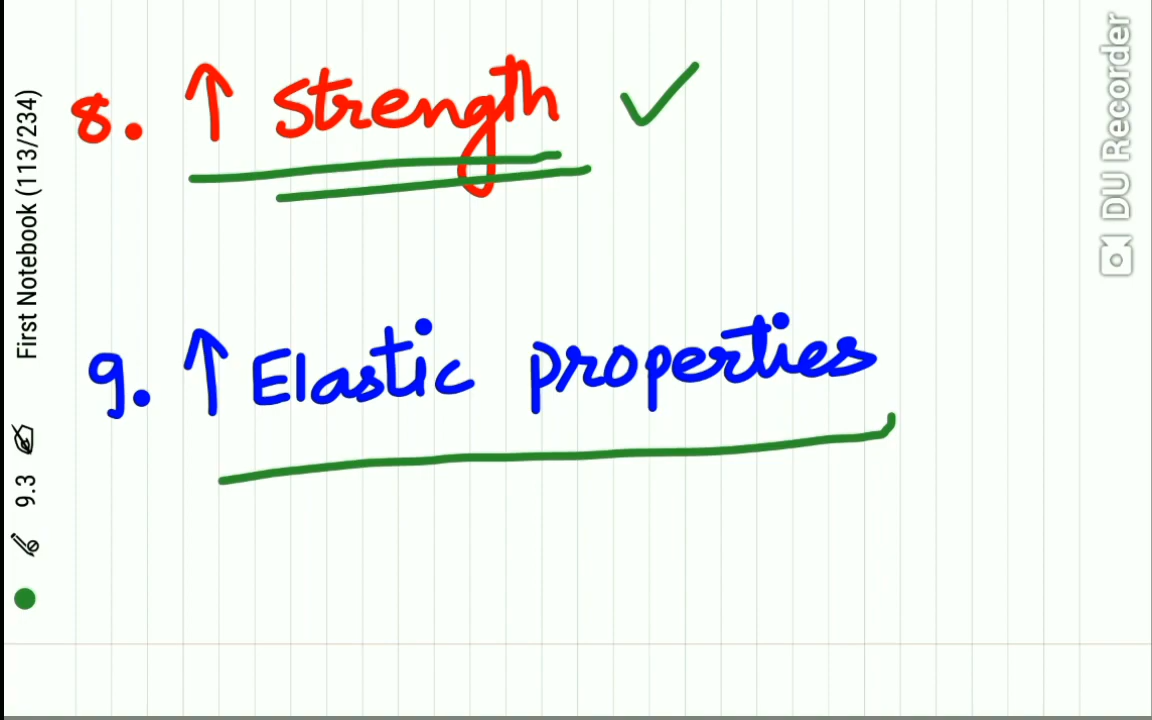 8. ↑ Strength ✓
9. ↑ Elastic properties
First Notebook (113/234)
9.3
DU Recorder